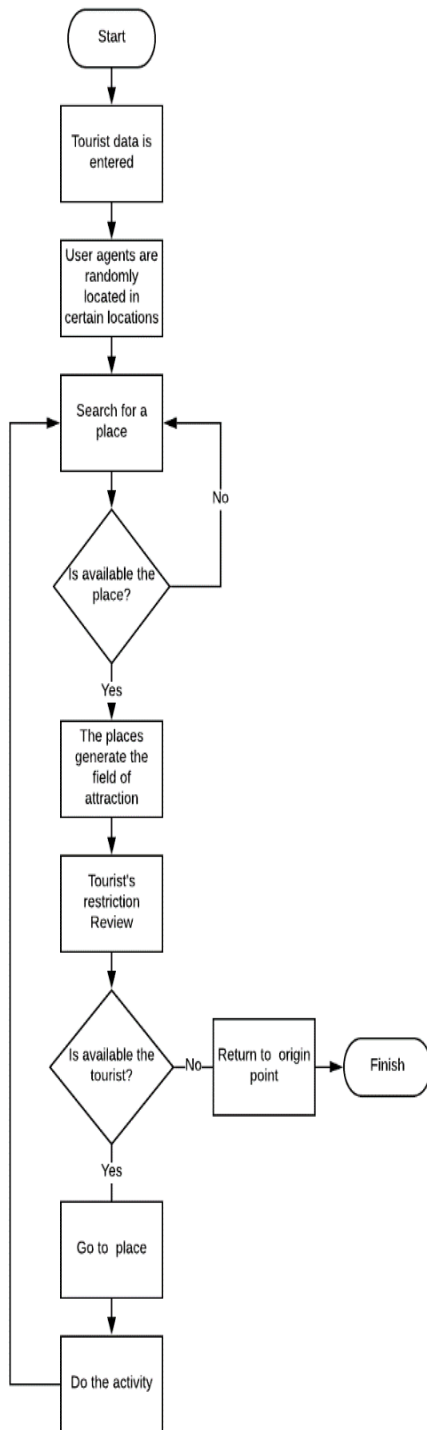 Start
Tourist data is
entered
User agents are
randomly
located in
certain locations
Search for a
place
No
Is available the
place?
Yes
The places
generate the
field of
attraction
Tourist's
restriction
Review
Is available the
tourist?
No
Return to origin
point
Finish
Yes
Go to place
Do the activity